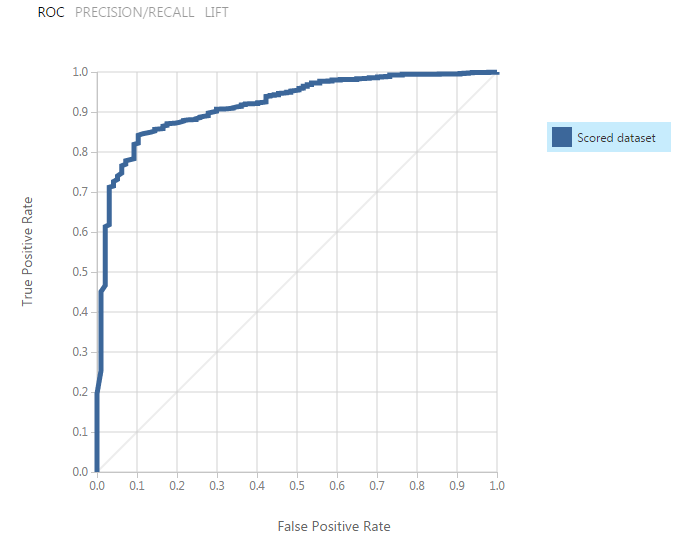 ROC PRECISION/RECALL LIFT
1.0
0.9
0.8
0.7
0.6
0.5
0.4
0.3
0.2
0.1
0.0
True Positive Rate
0.0 0.1 0.2 0.3 0.4 0.5 0.6 0.7 0.8 0.9 1.0
False Positive Rate
Scored dataset